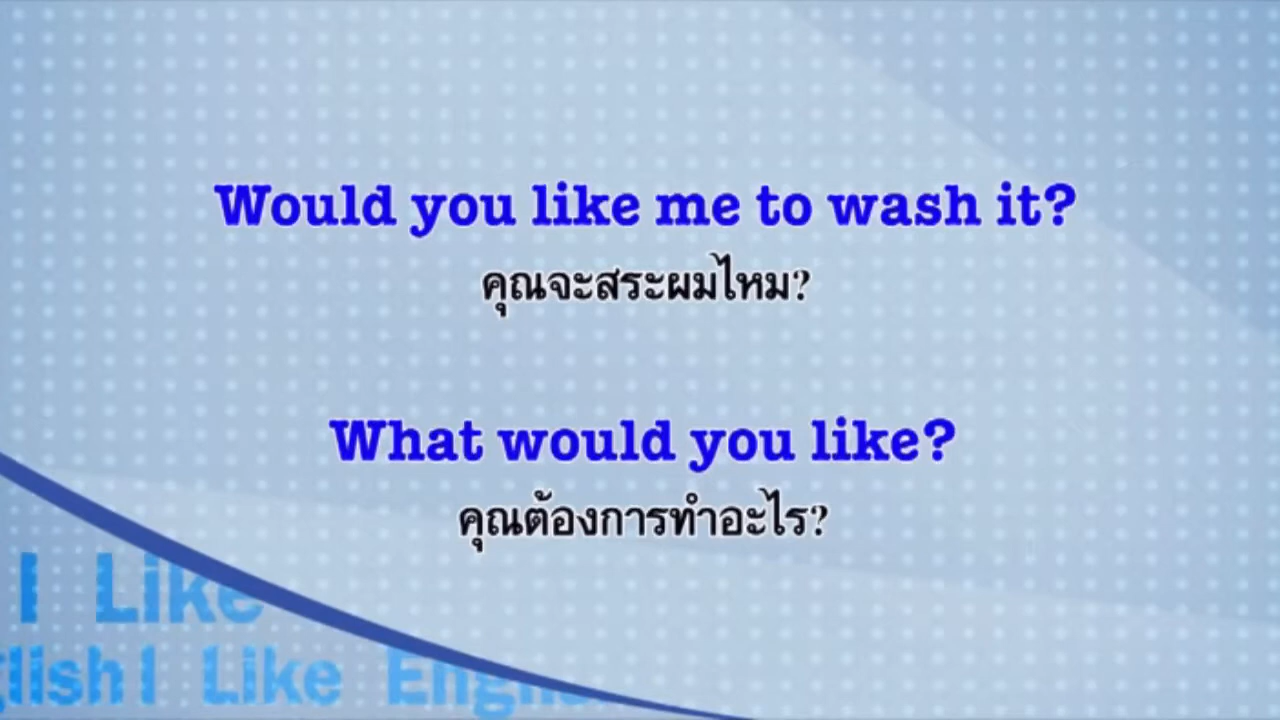 Would you like me to wash it?
คุณจะสระผมไหม?
What would you like?
คุณต้องการทำอะไร?
I Like
glish I Like Englis